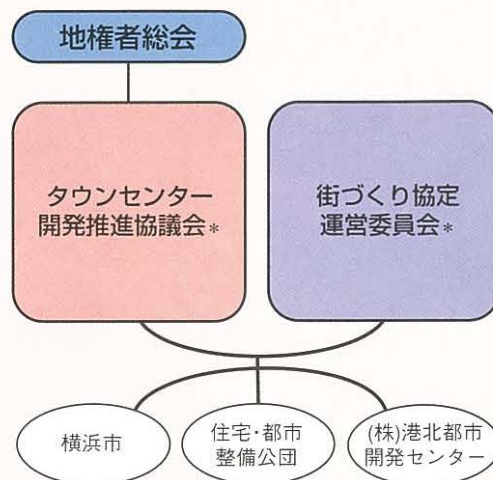 地権者総会
タウンセンター
開発推進協議会*
街づくり協定
運営委員会*
横浜市
住宅・都市
整備公団
(株)港北都市
開発センター